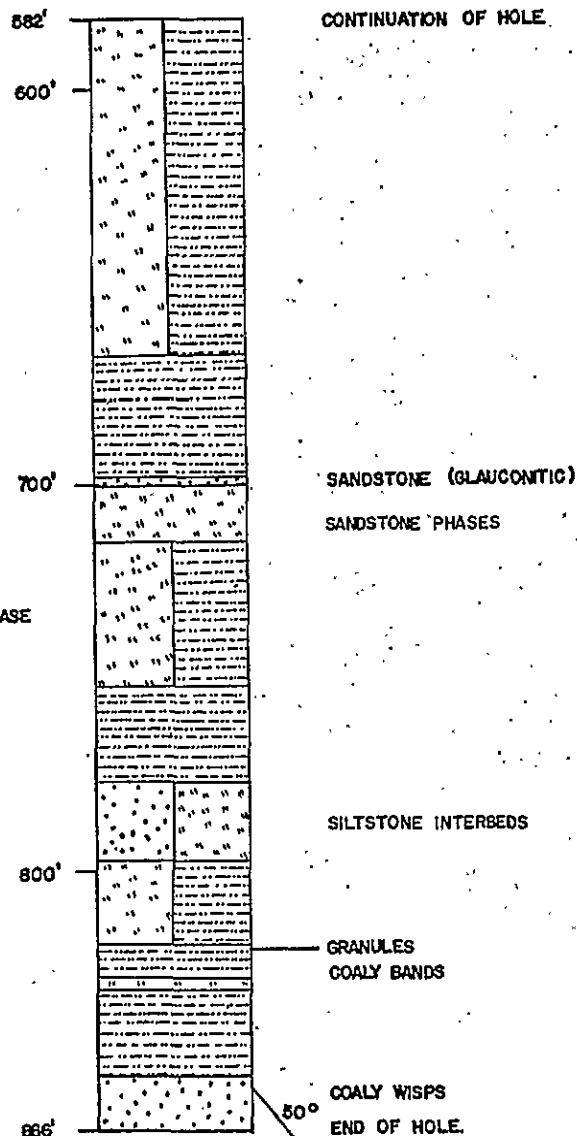 582'
CONTINUATION OF HOLE
600'
700'
SANDSTONE (GLAUCONITIC)
SANDSTONE PHASES
ASE
SILTSTONE INTERBEDS
800'
GRANULES
COALY BANDS
COALY WISPS
50°
866'
END OF HOLE.